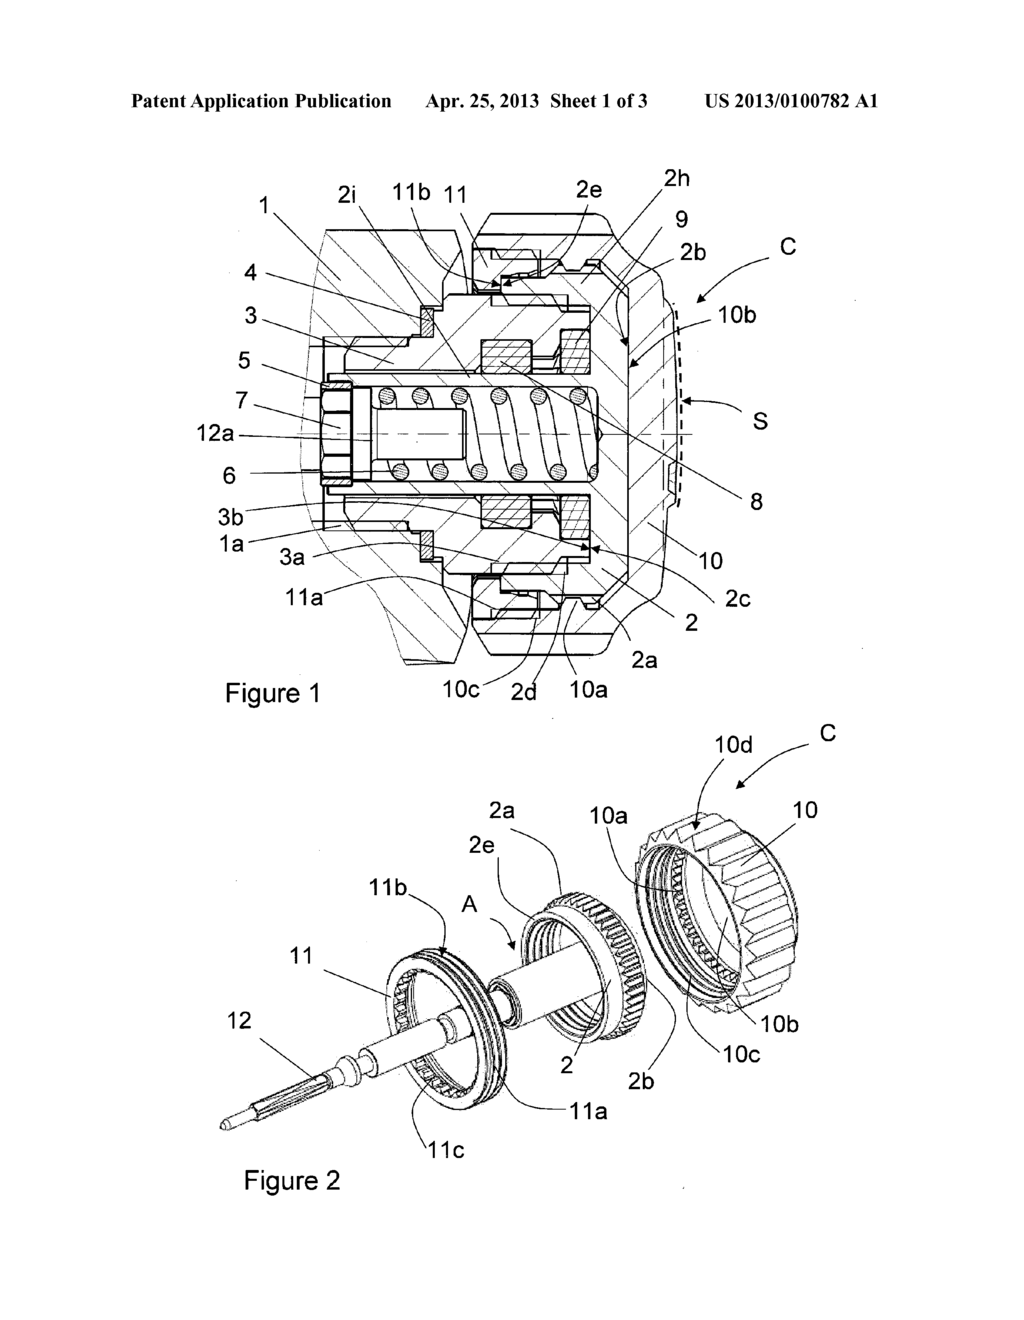 Patent Application Publication Apr. 25, 2013 Sheet 1 of 3 US 2013/0100782 A1
1 2i 11b 11 2e 2h
9
2b C
4
3
10b
5
7
12a
S
6
8
3b
1a
3a
10
11a
2c
2
2a
10c 2d 10a
Figure 1
10d C
10
2a 10a
2e
11b
A
11
12
10b
2 10c
2b
11a
11c
Figure 2